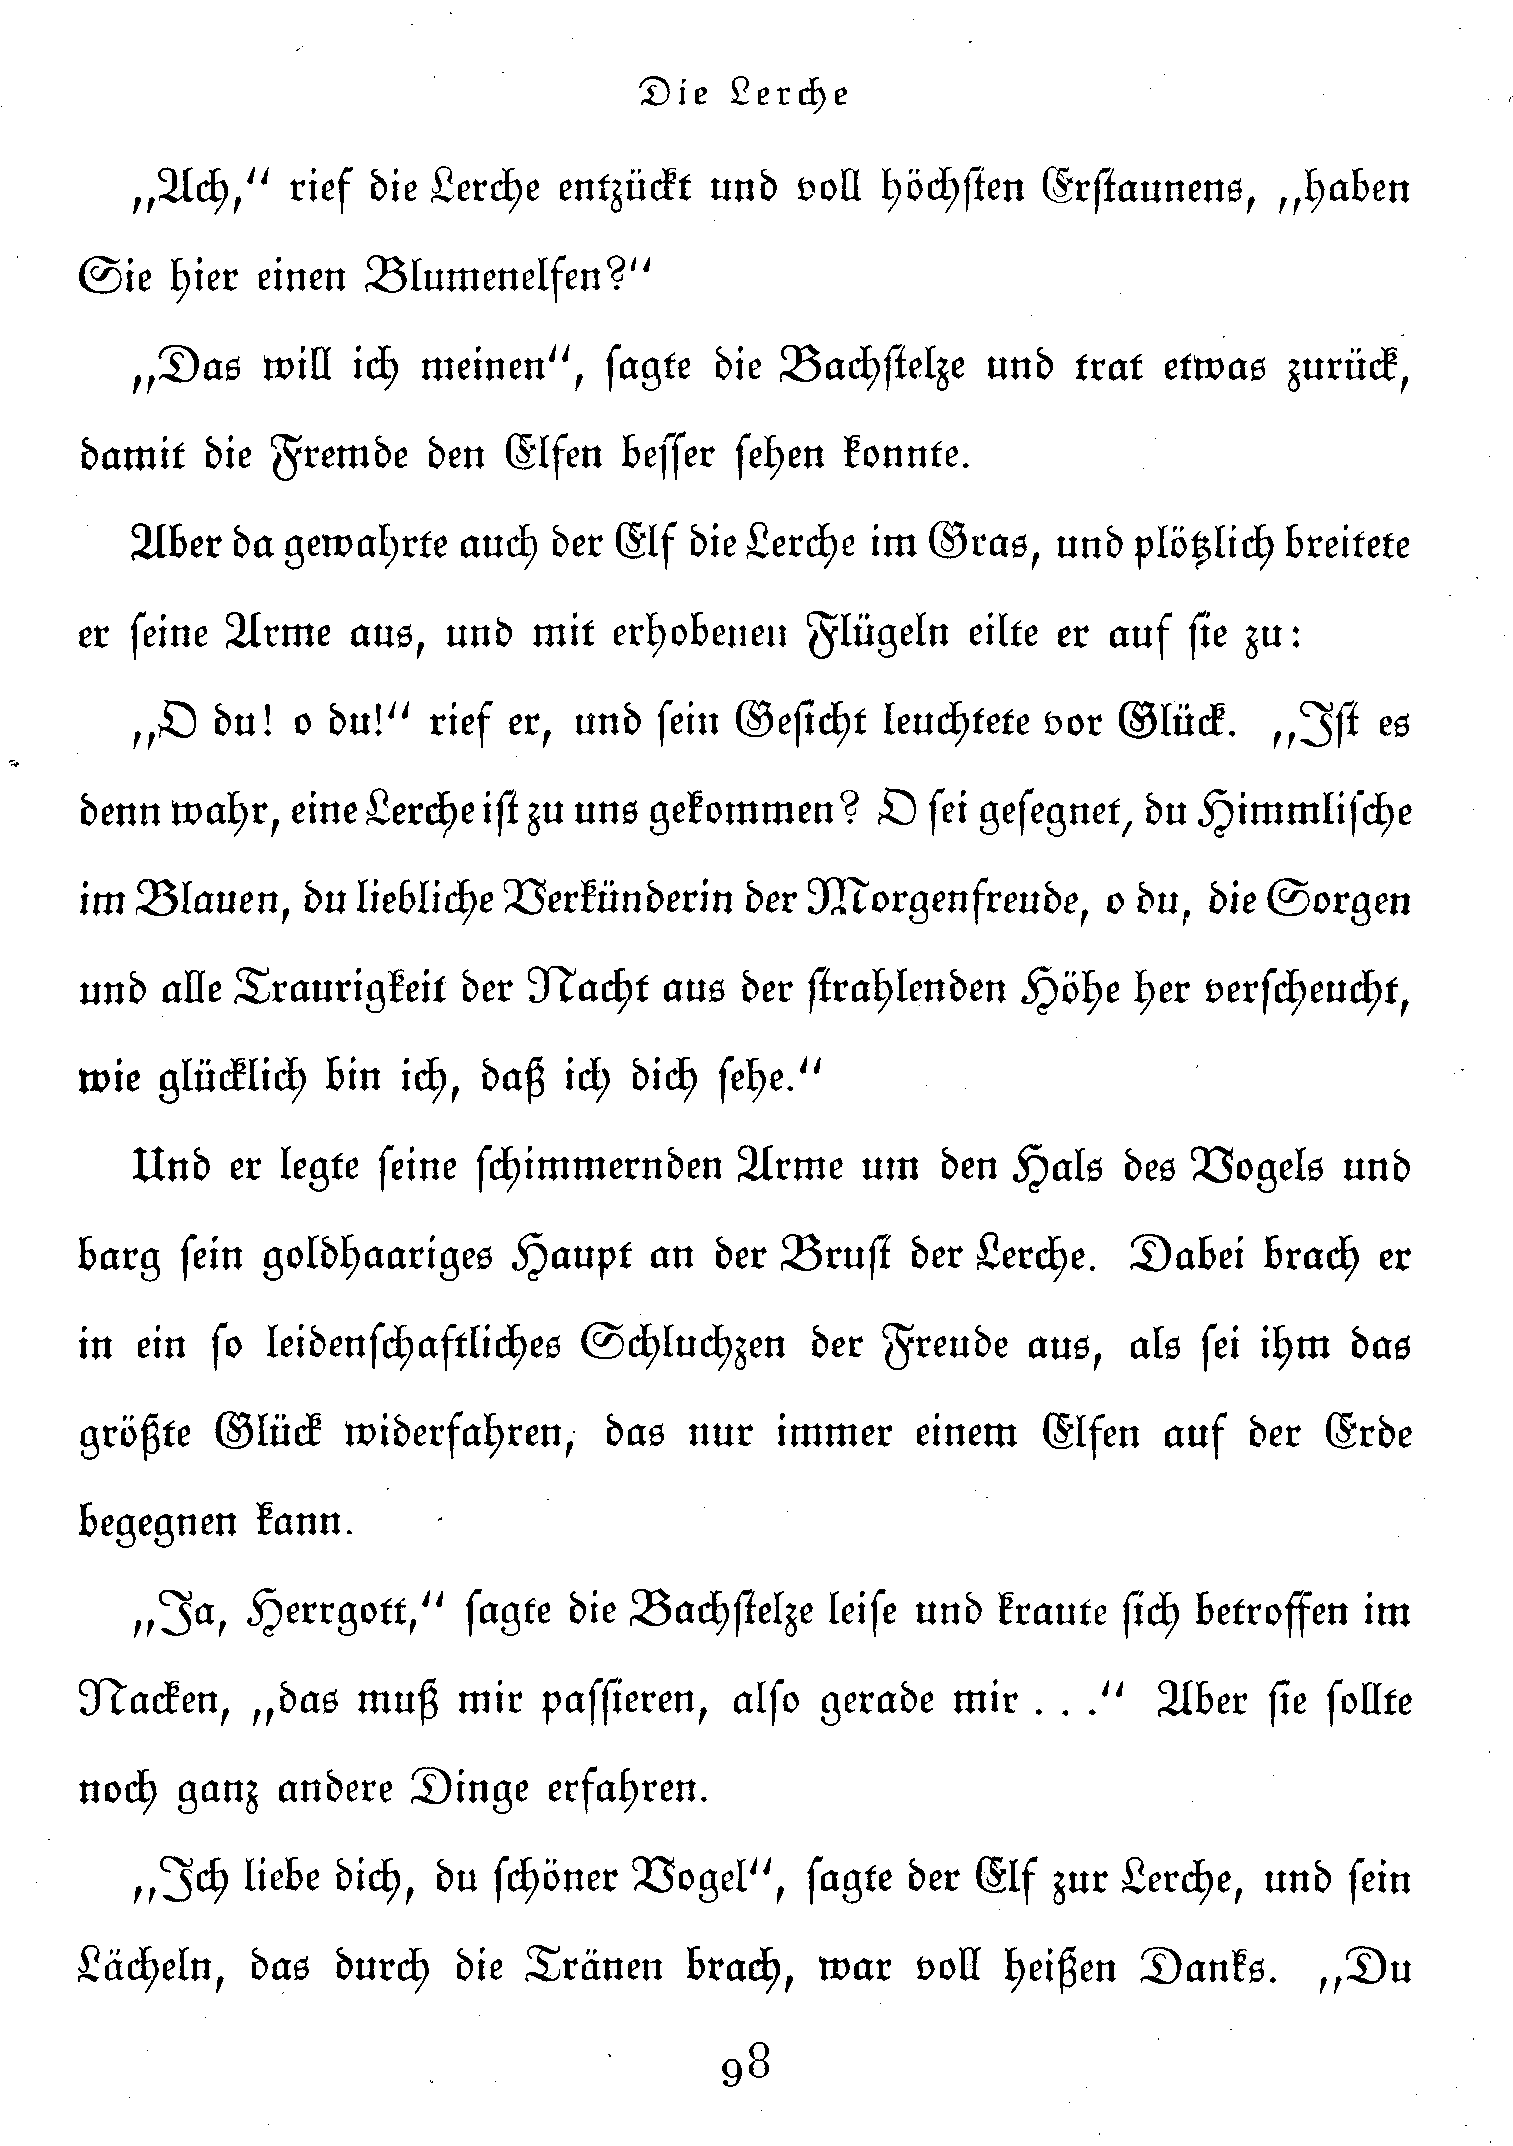 Die Lerche
„Ach,“ rief die Lerche entzückt und voll höchsten Erstaunens, „haben
Sie hier einen Blumenelfen?“
„Das will ich meinen“, sagte die Bachstelze und trat etwas zurück,
damit die Fremde den Elfen besser sehen konnte.
Aber da gewahrte auch der Elf die Lerche im Gras, und plötzlich breitete
er seine Arme aus, und mit erhobenen Flügeln eilte er auf sie zu:
„O du! o du!“ rief er, und sein Gesicht leuchtete vor Glück. „Ist es
denn wahr, eine Lerche ist zu uns gekommen? O sei gesegnet, du Himmlische
im Blauen, du liebliche Verkünderin der Morgenfreude, o du, die Sorgen
und alle Traurigkeit der Nacht aus der strahlenden Höhe her verscheucht,
wie glücklich bin ich, daß ich dich sehe.“
Und er legte seine schimmernden Arme um den Hals des Vogels und
barg sein goldhaariges Haupt an der Brust der Lerche. Dabei brach er
in ein so leidenschaftliches Schluchzen der Freude aus, als sei ihm das
größte Glück widerfahren, das nur immer einem Elfen auf der Erde
begegnen kann.
„Ja, Herrgott,“ sagte die Bachstelze leise und kraute sich betroffen im
Nacken, „das muß mir passieren, also gerade mir . . .“ Aber sie sollte
noch ganz andere Dinge erfahren.
„Ich liebe dich, du schöner Vogel“, sagte der Elf zur Lerche, und sein
Lächeln, das durch die Tränen brach, war voll heißen Danks. „Du
98